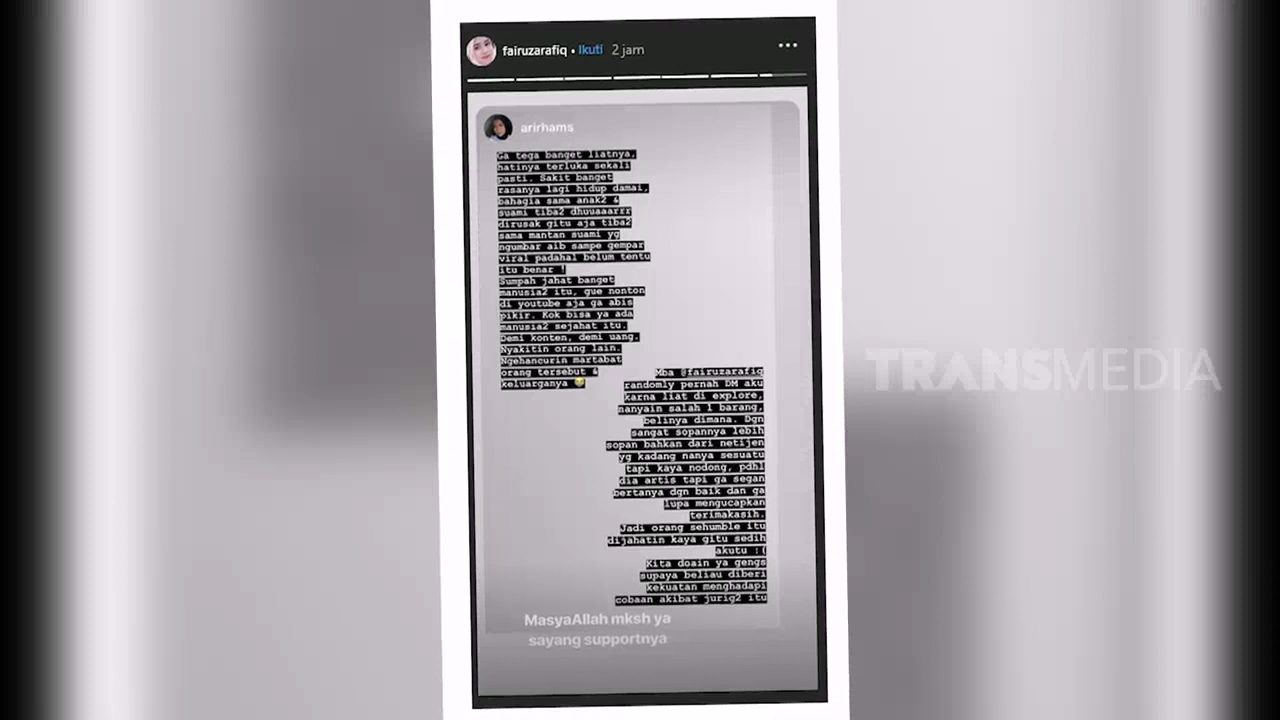 fairuzarafiq • Ikuti 2 jam
arirhams
Ga tega banget liatnya,
hatinya terluka sekali
pasti. Sakit banget
rasanya lagi hidup damai,
bahagia sama anak2 &
suami tiba2 dhuuaaarrr
dirusak gitu aja tiba2
sama mantan suami yg
ngumbar aib sampe gempar
viral padahal belum tentu
itu benar !
Sumpah jahat banget
manusia2 itu, gue nonton
di youtube aja ga abis
pikir. Kok bisa ya ada
manusia2 sejahat itu.
Demi konten, demi uang.
Nyakitin orang lain.
Ngehancurin martabat
orang tersebut &
keluarganya
Mba @fairuzarafiq
randomly pernah DM aku
karna liat di explore,
nanyain salah 1 barang,
belinya dimana. Dgn
sangat sopannya lebih
sopan bahkan dari netijen
yg kadang nanya sesuatu
tapi kaya nodong, pdhl
dia artis tapi ga segan
bertanya dgn baik dan ga
lupa mengucapkan
terimakasih.
Jadi orang sehumble itu
dijahatin kaya gitu sedih
akutu :(
Kita doain ya gengs
supaya beliau diberi
kekuatan menghadapi
cobaan akibat jurig2 itu
MasyaAllah mksh ya
sayang supportnya
TRANSMEDIA